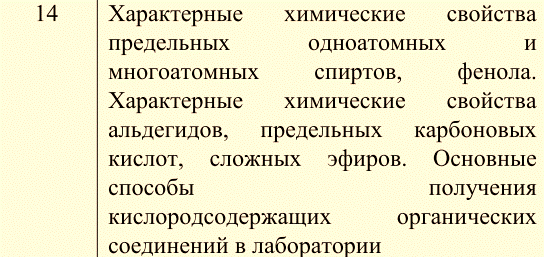 14 Характерные химические свойства
предельных одноатомных и
многоатомных спиртов, фенола.
Характерные химические свойства
альдегидов, предельных карбоновых
кислот, сложных эфиров. Основные
способы получения
кислородсодержащих органических
соединений в лаборатории